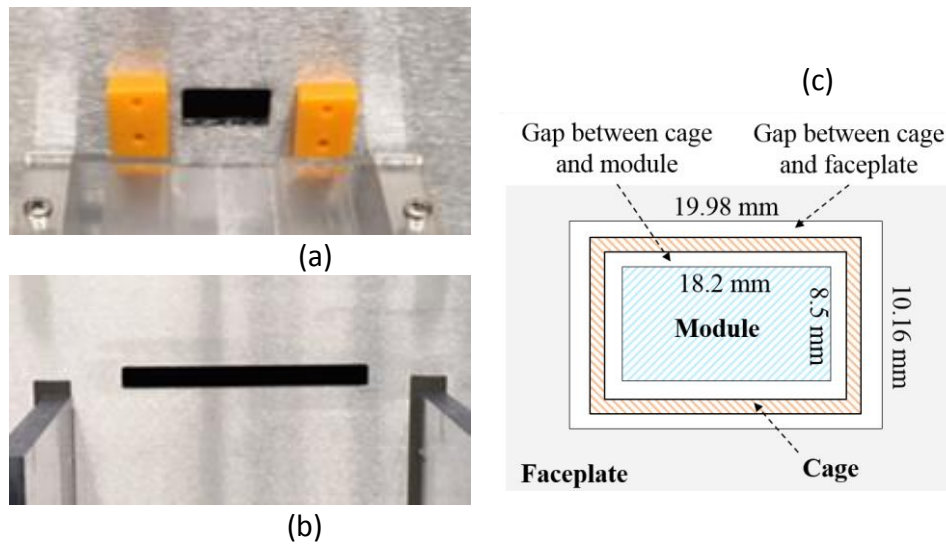 (a)
(b)
(c)
Gap between cage
and module
Gap between cage
and faceplate
19.98 mm
18.2 mm
8.5 mm
Module
10.16 mm
Cage
Faceplate